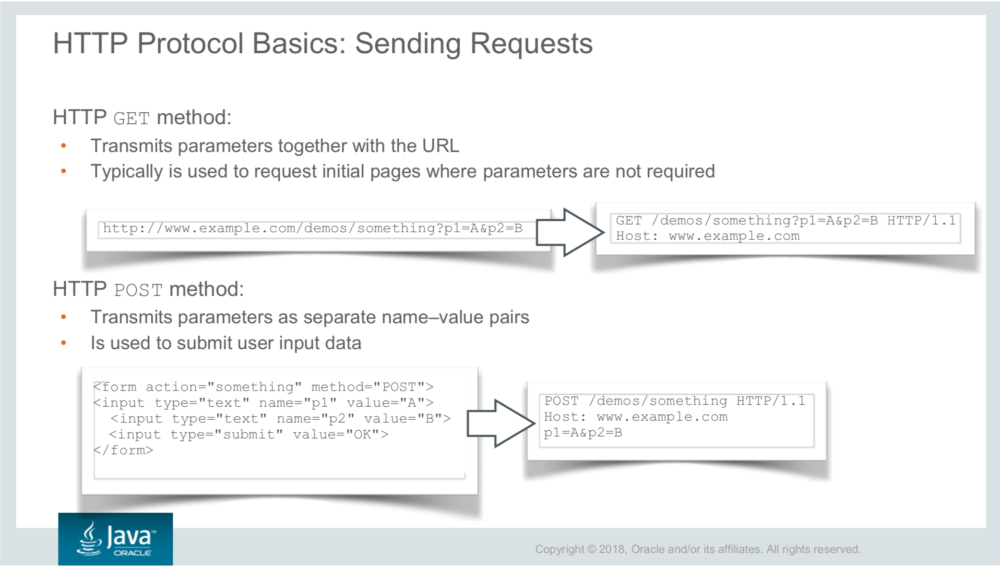 HTTP Protocol Basics: Sending Requests
HTTP GET method:
• Transmits parameters together with the URL
• Typically is used to request initial pages where parameters are not required
http://www.example.com/demos/something?p1=A&p2=B
GET /demos/something?p1=A&p2=B HTTP/1.1
Host: www.example.com
HTTP POST method:
• Transmits parameters as separate name–value pairs
• Is used to submit user input data
<form action="something" method="POST">
<input type="text" name="p1" value="A">
<input type="text" name="p2" value="B">
<input type="submit" value="OK">
</form>
POST /demos/something HTTP/1.1
Host: www.example.com
p1=A&p2=B
Java™
ORACLE
Copyright © 2018, Oracle and/or its affiliates. All rights reserved.